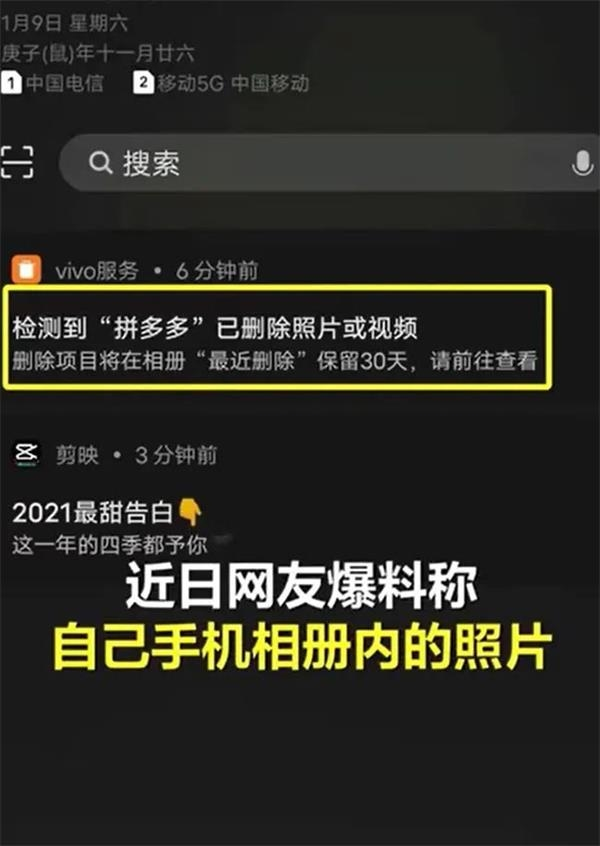 1月9日 星期六
庚子(鼠)年十一月廿六
1 中国电信 2 移动5G 中国移动
搜索
vivo服务 • 6 分钟前
检测到“拼多多”已删除照片或视频
删除项目将在相册“最近删除”保留30天，请前往查看
剪映 • 3 分钟前
2021最甜告白👇
这一年的四季都予你
近日网友爆料称
自己手机相册内的照片